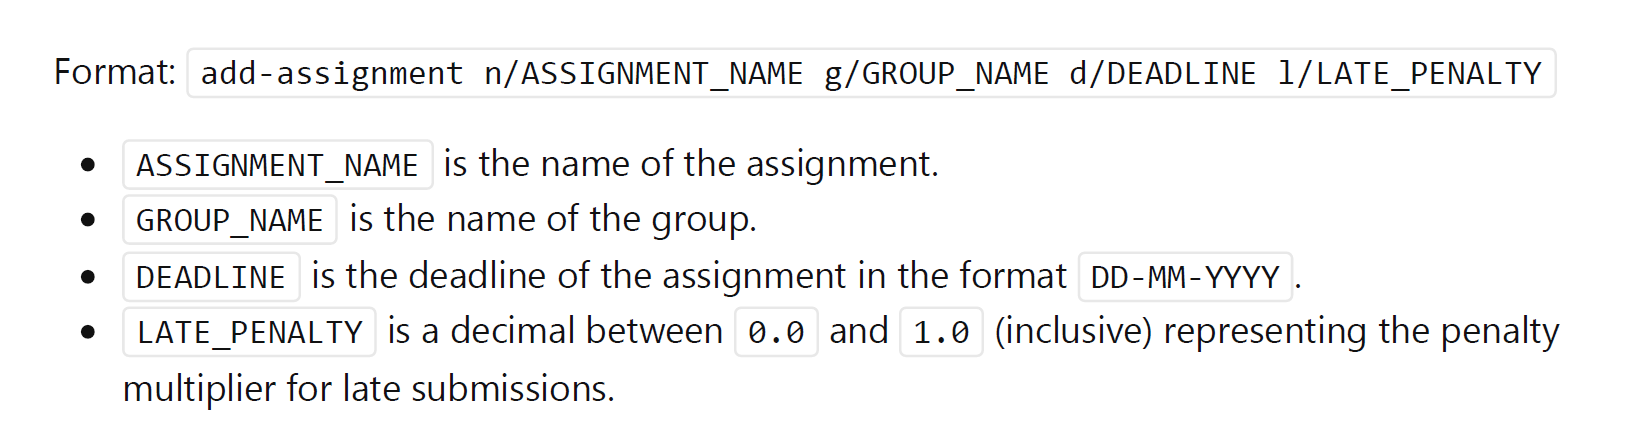 Format: add-assignment n/ASSIGNMENT_NAME g/GROUP_NAME d/DEADLINE l/LATE_PENALTY
• ASSIGNMENT_NAME is the name of the assignment.
• GROUP_NAME is the name of the group.
• DEADLINE is the deadline of the assignment in the format DD-MM-YYYY.
• LATE_PENALTY is a decimal between 0.0 and 1.0 (inclusive) representing the penalty
multiplier for late submissions.